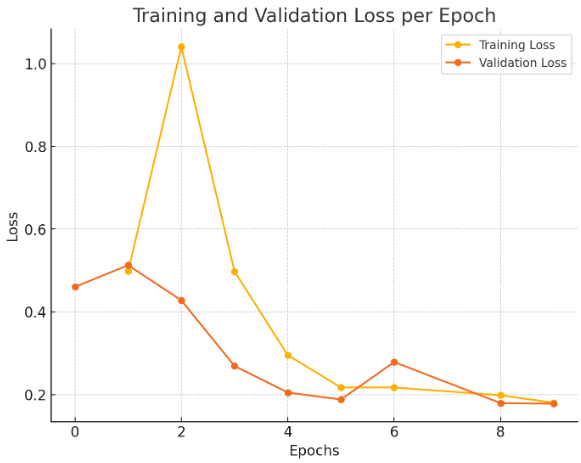 Training and Validation Loss per Epoch
Training Loss
Validation Loss
1.0
0.8
0.6
0.4
0.2
Loss
0 2 4 6 8
Epochs